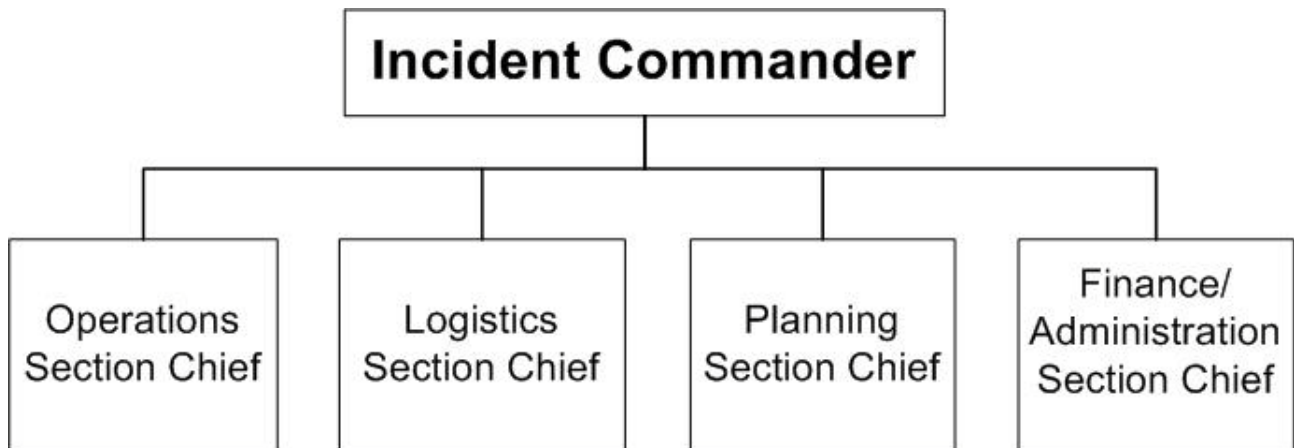 Incident Commander
Operations
Section Chief
Logistics
Section Chief
Planning
Section Chief
Finance/
Administration
Section Chief